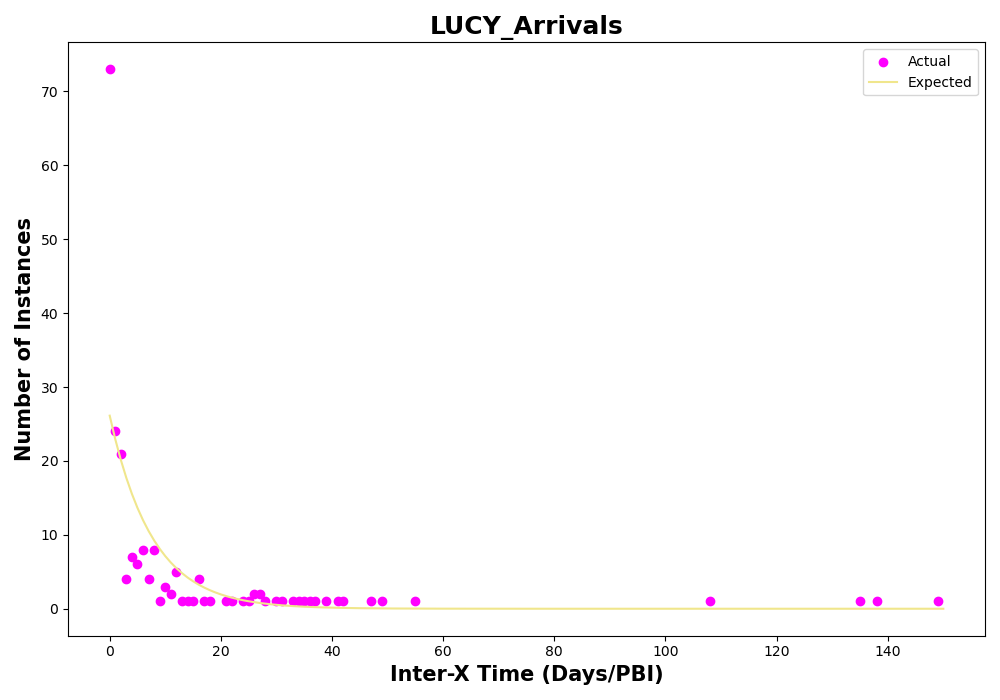 LUCY_Arrivals
Actual
Expected
Number of Instances
70
60
50
40
30
20
10
0
0 20 40 60 80 100 120 140
Inter-X Time (Days/PBI)